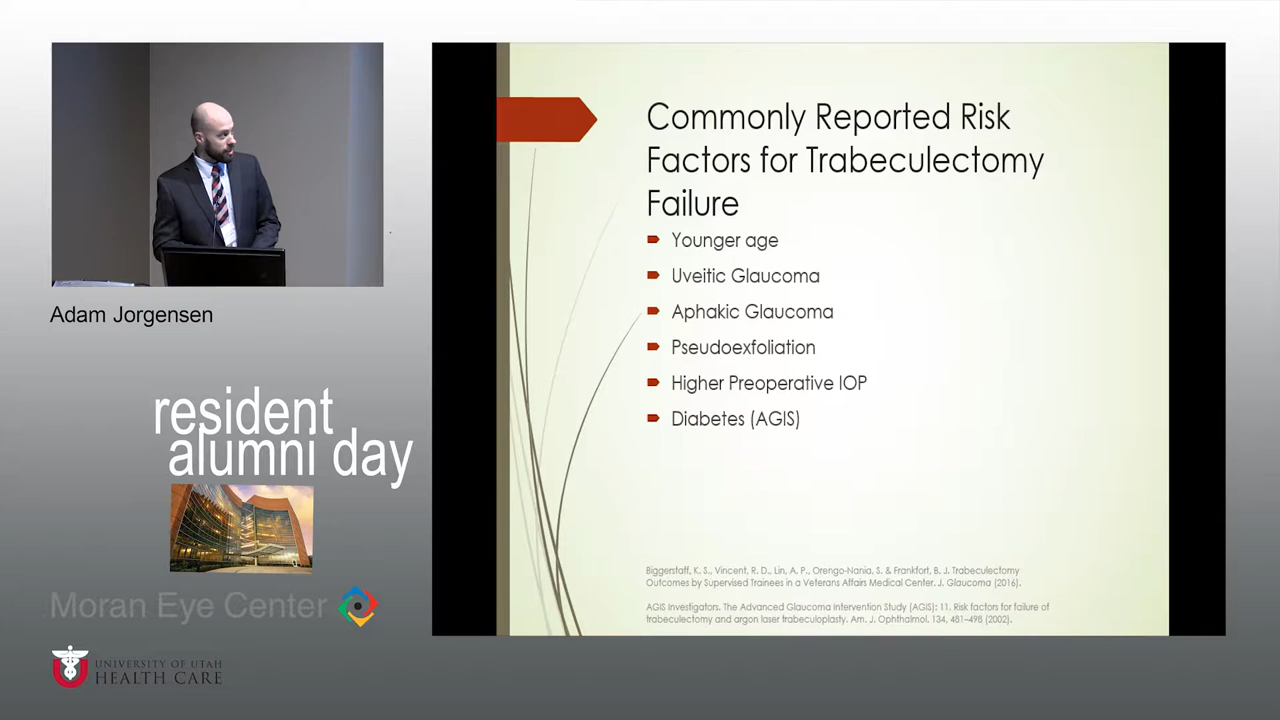 Commonly Reported Risk
Factors for Trabeculectomy
Failure
Younger age
Uveitic Glaucoma
Aphakic Glaucoma
Pseudoexfoliation
Higher Preoperative IOP
Diabetes (AGIS)
Biggerstaff, K. S., Vincent, R. D., Lin, A. P., Orengo-Nania, S. & Frankfort, B. J. Trabeculectomy
Outcomes by Supervised Trainees in a Veterans Affairs Medical Center. J. Glaucoma (2016).
AGIS Investigators. The Advanced Glaucoma Intervention Study (AGIS): 11. Risk factors for failure of
trabeculectomy and argon laser trabeculoplasty. Am. J. Ophthalmol. 134, 481–498 (2002).
Adam Jorgensen
resident
alumni day
Moran Eye Center
UNIVERSITY OF UTAH
HEALTH CARE